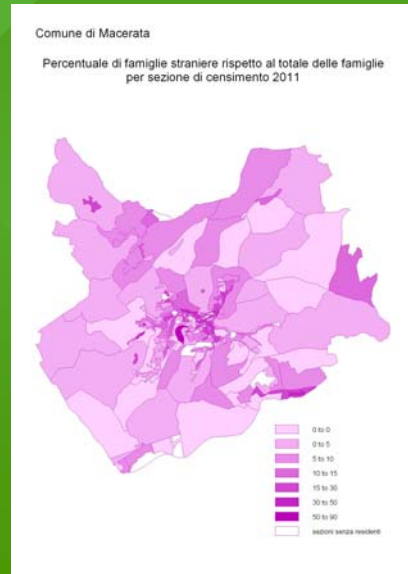 Comune di Macerata
Percentuale di famiglie straniere rispetto al totale delle famiglie
per sezione di censimento 2011
0 to 0
0 to 5
5 to 10
10 to 15
15 to 30
30 to 50
50 to 90
sezioni senza residenti